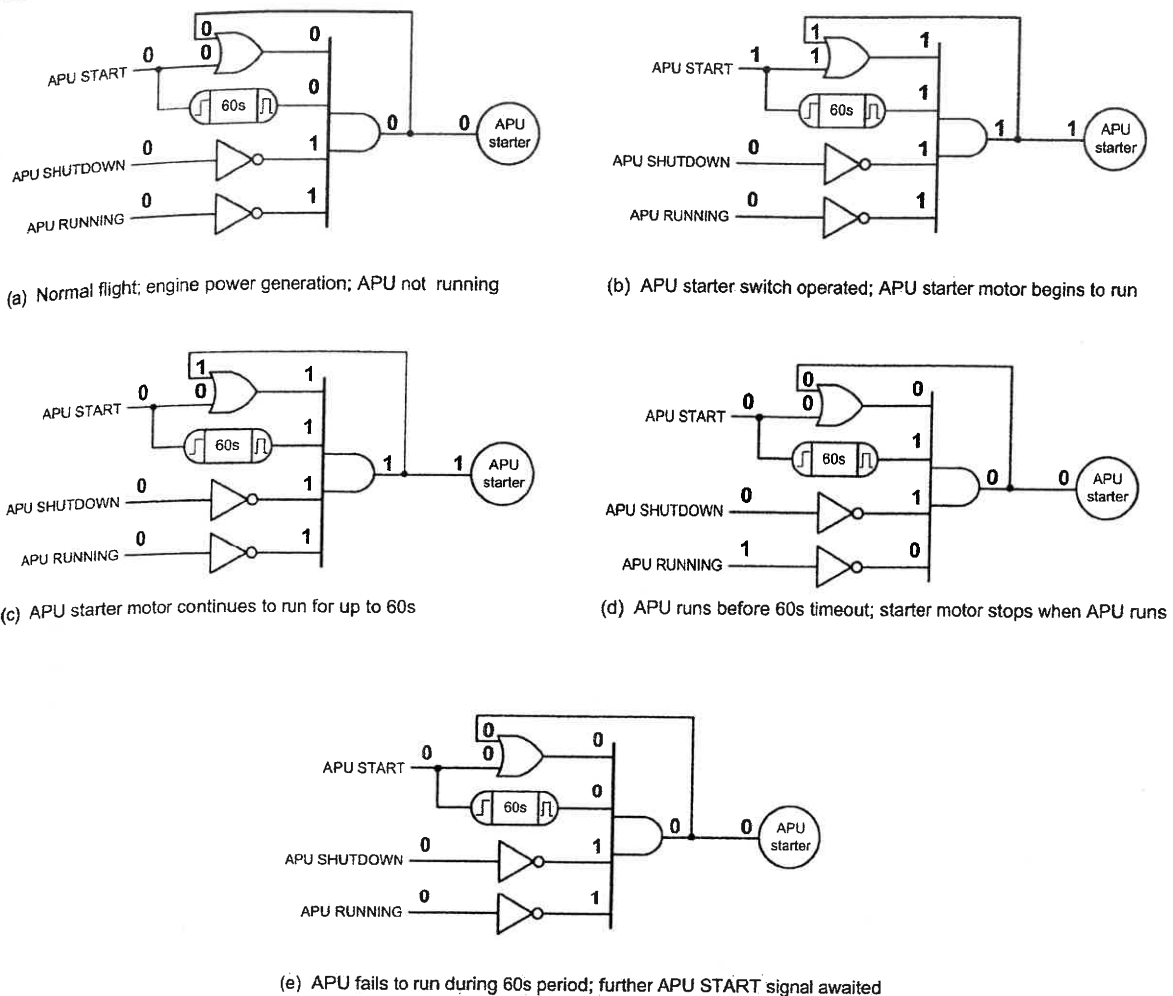 0
0 0 0
APU START
0
60s
0 0 APU starter
0 1
APU SHUTDOWN
0 1
APU RUNNING
(a) Normal flight; engine power generation; APU not running
1
1 1 1
APU START
1
60s
1 1 APU starter
0 1
APU SHUTDOWN
0 1
APU RUNNING
(b) APU starter switch operated; APU starter motor begins to run
1
0 0 1
APU START
1
60s
1 1 APU starter
0 1
APU SHUTDOWN
0 1
APU RUNNING
(c) APU starter motor continues to run for up to 60s
0
0 0 0
APU START
1
60s
0 0 APU starter
0 1
APU SHUTDOWN
1 0
APU RUNNING
(d) APU runs before 60s timeout; starter motor stops when APU runs
0
0 0 0
APU START
0
60s
0 0 APU starter
0 1
APU SHUTDOWN
0 1
APU RUNNING
(e) APU fails to run during 60s period; further APU START signal awaited